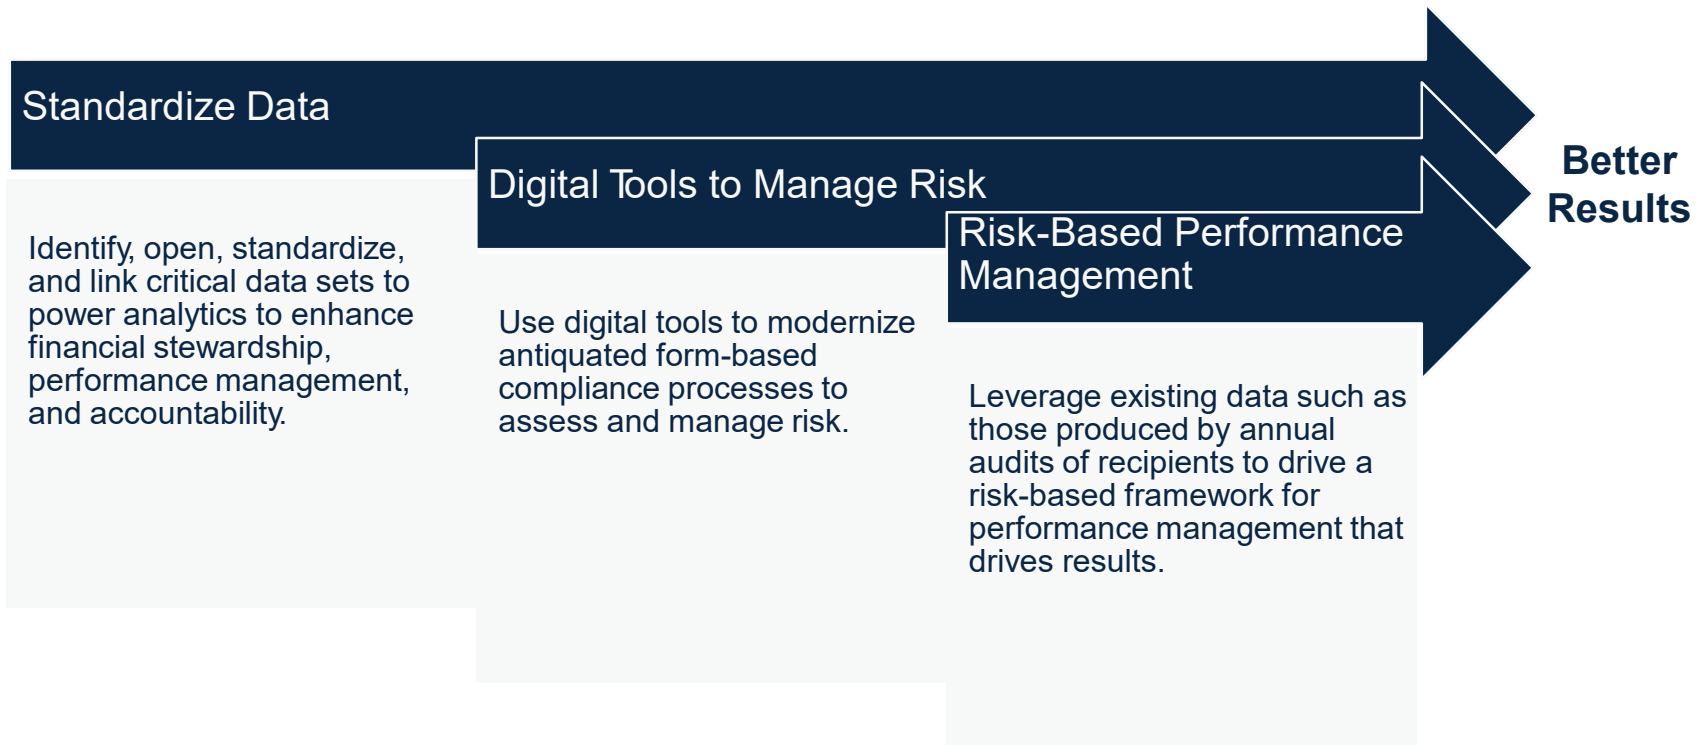 Standardize Data
Identify, open, standardize,
and link critical data sets to
power analytics to enhance
financial stewardship,
performance management,
and accountability.
Digital Tools to Manage Risk
Use digital tools to modernize
antiquated form-based
compliance processes to
assess and manage risk.
Risk-Based Performance
Management
Leverage existing data such as
those produced by annual
audits of recipients to drive a
risk-based framework for
performance management that
drives results.
Better
Results